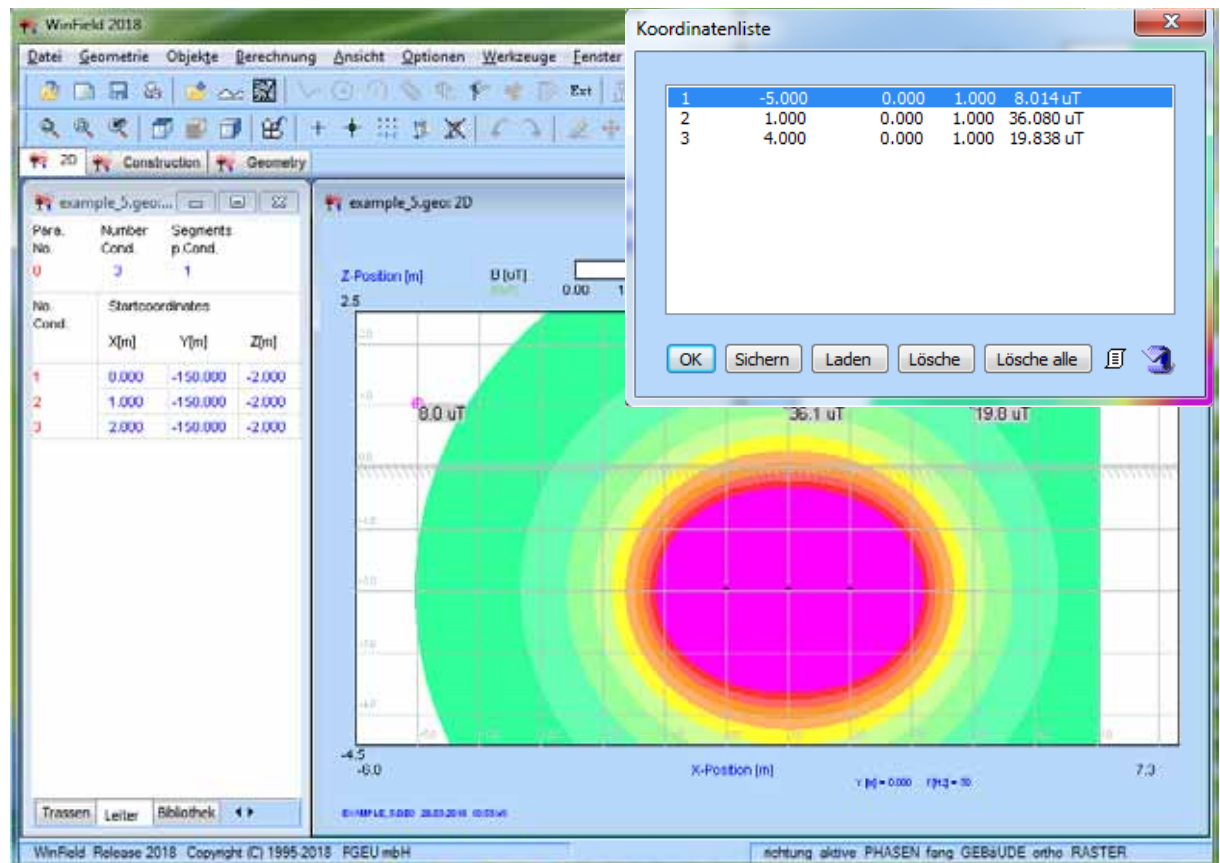 WinField 2018
Datei Geometrie Objekte Berechnung Ansicht Optionen Werkzeuge Fenster
Ext
2D Construction Geometry
example_5.geo:...
Para. Number Segments
No. Cond. p.Cond.
0 3 1
No. Startcoordinates
Cond.
X[m] Y[m] Z[m]
1 0.000 -150.000 -2.000
2 1.000 -150.000 -2.000
3 2.000 -150.000 -2.000
Trassen Leiter Bibliothek
example_5.geo: 2D
Z-Position [m] B [uT]
0.00 1
2.5
8.0 uT 36.1 uT 19.8 uT
-4.5
-6.0 X-Position [m] 7.3
Y [m] = 0.000
Koordinatenliste
1 -5.000 0.000 1.000 8.014 uT
2 1.000 0.000 1.000 36.080 uT
3 4.000 0.000 1.000 19.838 uT
OK Sichern Laden Lösche Lösche alle
WinField Release 2018 Copyright (C) 1995-2018 FGEU mbH
richtung aktive PHASEN fang GEBäUDE ortho RASTER